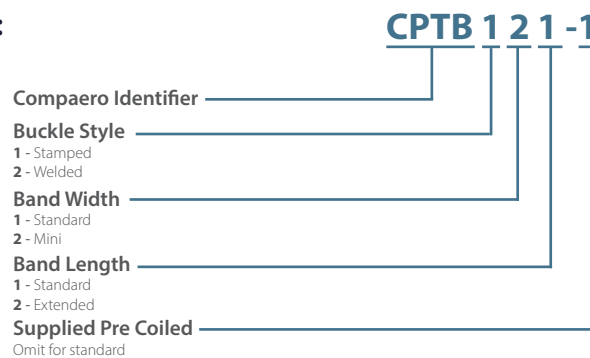 :
CPTB 1 2 1 -1
Compaero Identifier
Buckle Style
1 - Stamped
2 - Welded
Band Width
1 - Standard
2 - Mini
Band Length
1 - Standard
2 - Extended
Supplied Pre Coiled
Omit for standard